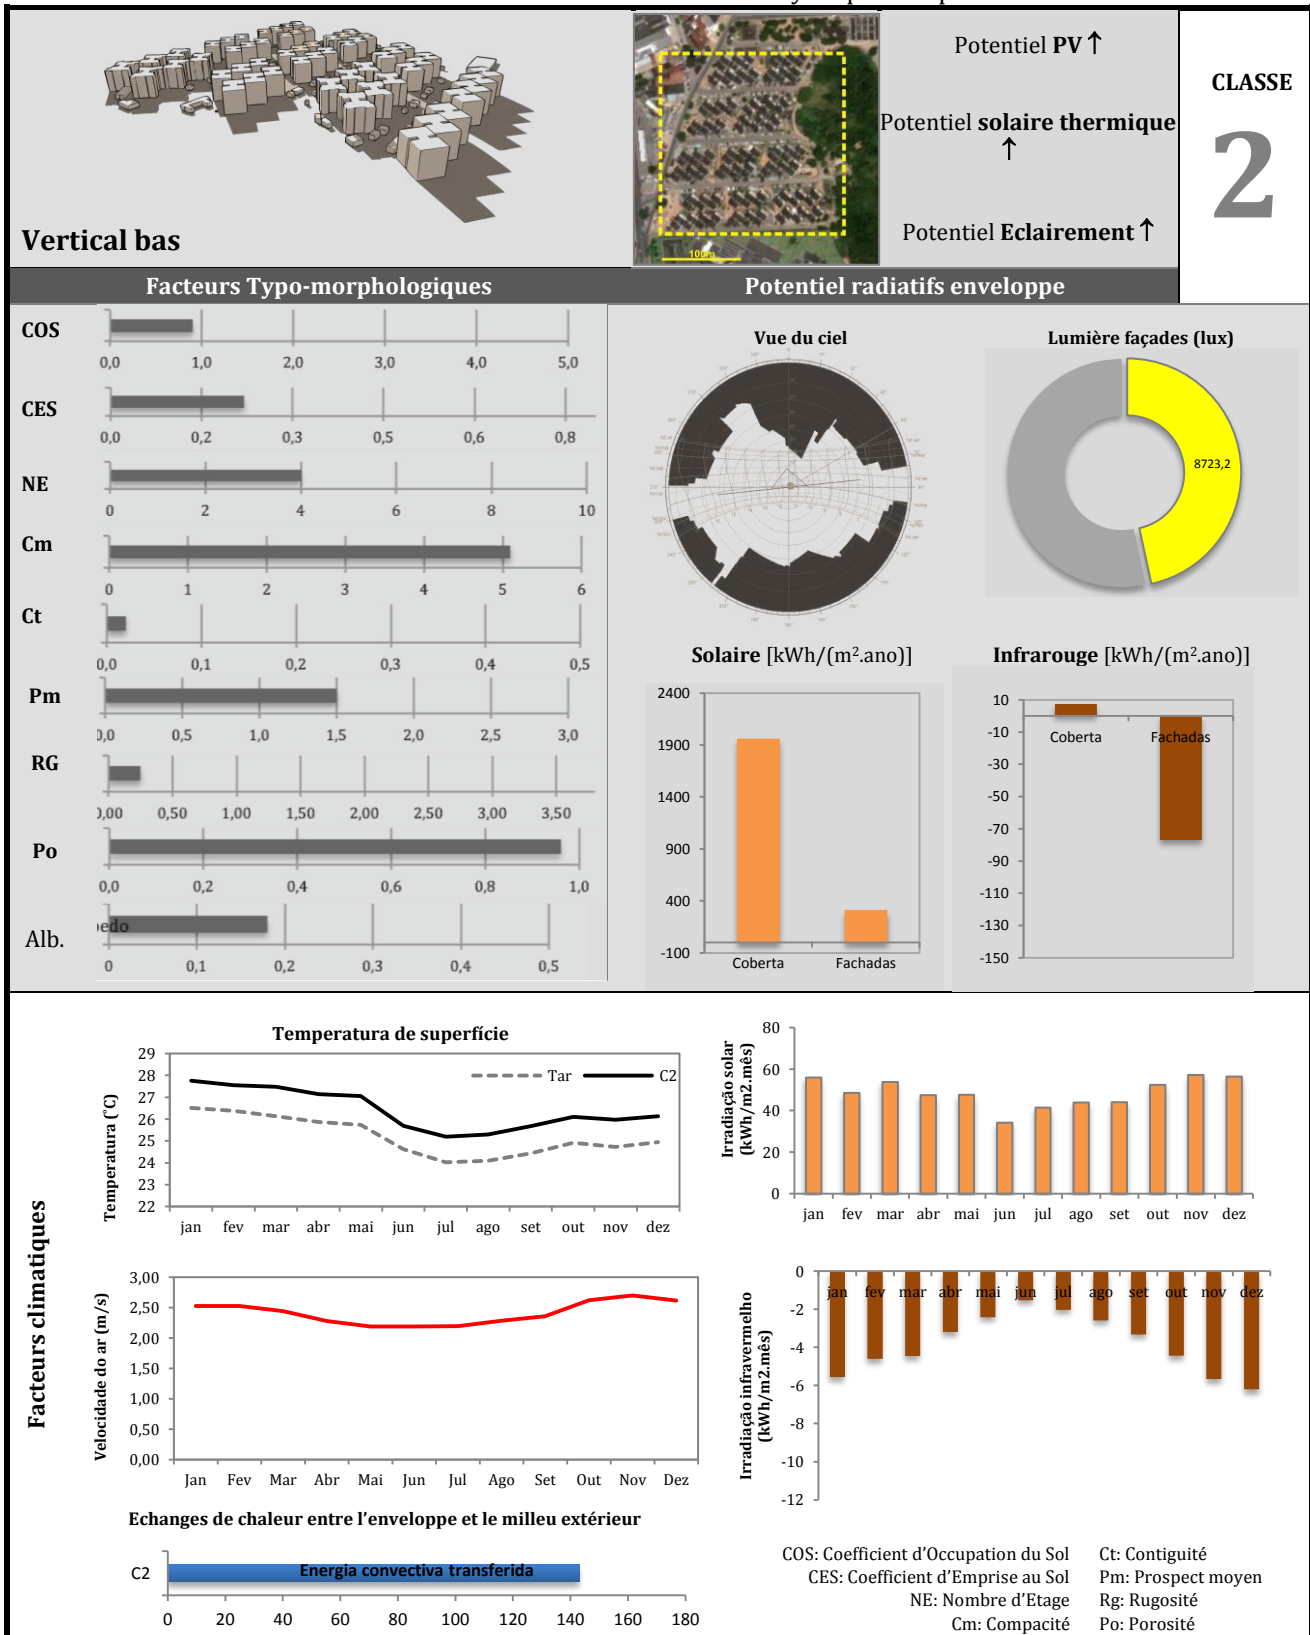 Potentiel PV ↑
CLASSE
Potentiel solaire thermique
↑
2
Potentiel Eclairement ↑
Vertical bas
100m
Facteurs Typo-morphologiques
Potentiel radiatifs enveloppe
COS
0,0 1,0 2,0 3,0 4,0 5,0
CES
0,0 0,2 0,3 0,5 0,6 0,8
NE
0 2 4 6 8 10
Cm
0 1 2 3 4 5 6
Ct
0,0 0,1 0,2 0,3 0,4 0,5
Pm
0,0 0,5 1,0 1,5 2,0 2,5 3,0
RG
0,00 0,50 1,00 1,50 2,00 2,50 3,00 3,50
Po
0,0 0,2 0,4 0,6 0,8 1,0
Alb.
0 0,1 0,2 0,3 0,4 0,5
Vue du ciel
Lumière façades (lux)
8723,2
Solaire [kWh/(m².ano)]
2400
1900
1400
900
400
-100
Coberta Fachadas
Infrarouge [kWh/(m².ano)]
10
-10
-30
-50
-70
-90
-110
-130
-150
Coberta Fachadas
Facteurs climatiques
Temperatura de superfície
Temperatura (˚C)
29
28
27
26
25
24
23
22
Tar C2
jan fev mar abr mai jun jul ago set out nov dez
Irradiação solar
(kWh/m2.mês)
80
60
40
20
0
jan fev mar abr mai jun jul ago set out nov dez
Velocidade do ar (m/s)
3,00
2,50
2,00
1,50
1,00
0,50
0,00
Jan Fev Mar Abr Mai Jun Jul Ago Set Out Nov Dez
Irradiação infravermelho
(kWh/m2.mês)
0
-2
-4
-6
-8
-10
-12
jan fev mar abr mai jun jul ago set out nov dez
Echanges de chaleur entre l'enveloppe et le milleu extérieur
C2
Energia convectiva transferida
0 20 40 60 80 100 120 140 160 180
COS: Coefficient d'Occupation du Sol
CES: Coefficient d'Emprise au Sol
NE: Nombre d'Etage
Cm: Compacité
Ct: Contiguité
Pm: Prospect moyen
Rg: Rugosité
Po: Porosité